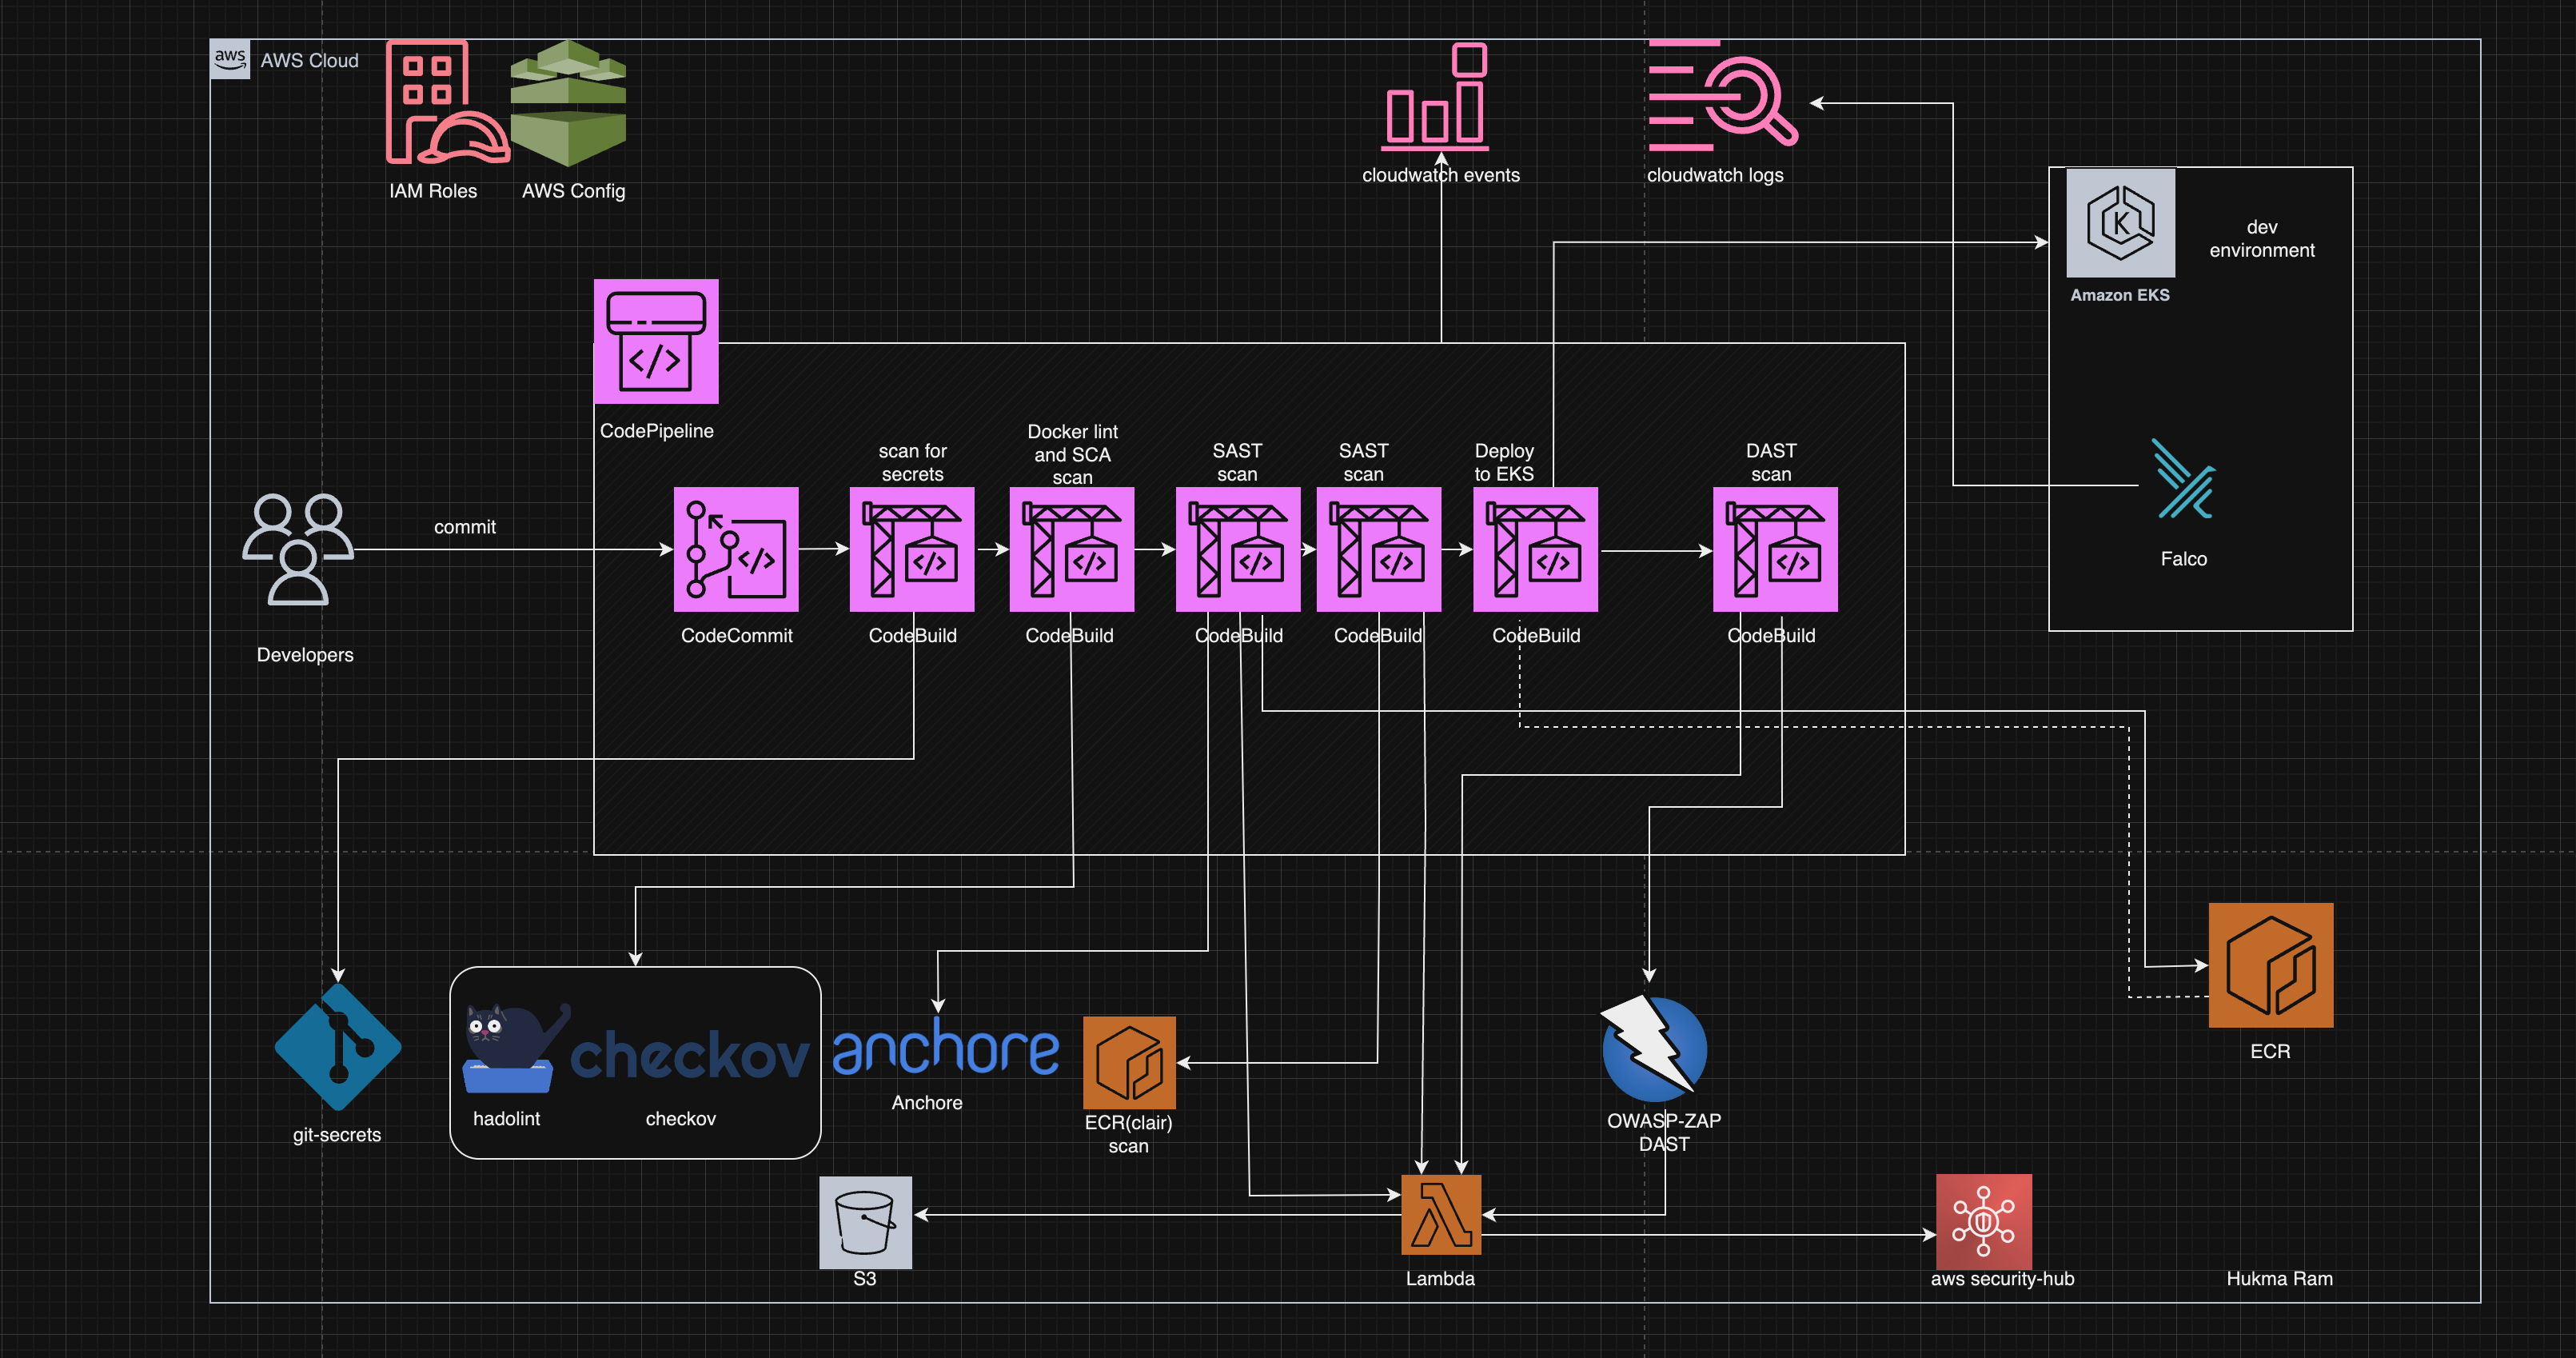 aws
AWS Cloud
IAM Roles
AWS Config
cloudwatch events
cloudwatch logs
K
Amazon EKS
dev
environment
Falco
</>
CodePipeline
Developers
commit
</>
CodeCommit
scan for
secrets
</>
CodeBuild
Docker lint
and SCA
scan
</>
CodeBuild
SAST
scan
</>
CodeBuild
SAST
scan
</>
CodeBuild
Deploy
to EKS
</>
CodeBuild
DAST
scan
</>
CodeBuild
git-secrets
hadolint
checkov
checkov
anchore
Anchore
ECR(clair)
scan
OWASP-ZAP
DAST
ECR
S3
Lambda
aws security-hub
Hukma Ram